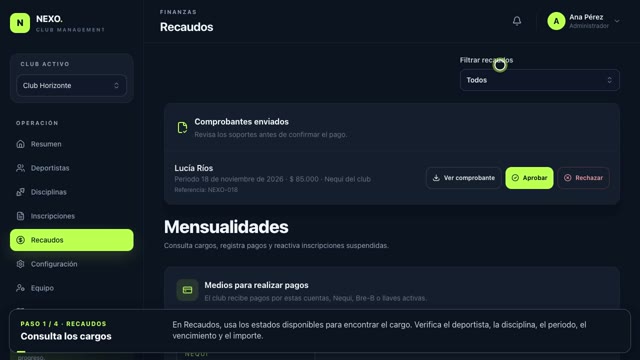 NEXO.
CLUB MANAGEMENT
CLUB ACTIVO
Club Horizonte
OPERACIÓN
Resumen
Deportistas
Disciplinas
Inscripciones
Recaudos
Configuración
Equipo
progreso.
FINANZAS
Recaudos
Ana Pérez
Administrador
Filtrar recaudos
Todos
Comprobantes enviados
Revisa los soportes antes de confirmar el pago.
Lucía Ríos
Periodo 18 de noviembre de 2026 · $ 85.000 · Nequi del club
Referencia: NEXO-018
Ver comprobante
Aprobar
Rechazar
Mensualidades
Consulta cargos, registra pagos y reactiva inscripciones suspendidas.
Medios para realizar pagos
El club recibe pagos por estas cuentas, Nequi, Bre-B o llaves activas.
PASO 1 / 4 · RECAUDOS
Consulta los cargos
En Recaudos, usa los estados disponibles para encontrar el cargo. Verifica el deportista, la disciplina, el periodo, el
vencimiento y el importe.
NEQUI